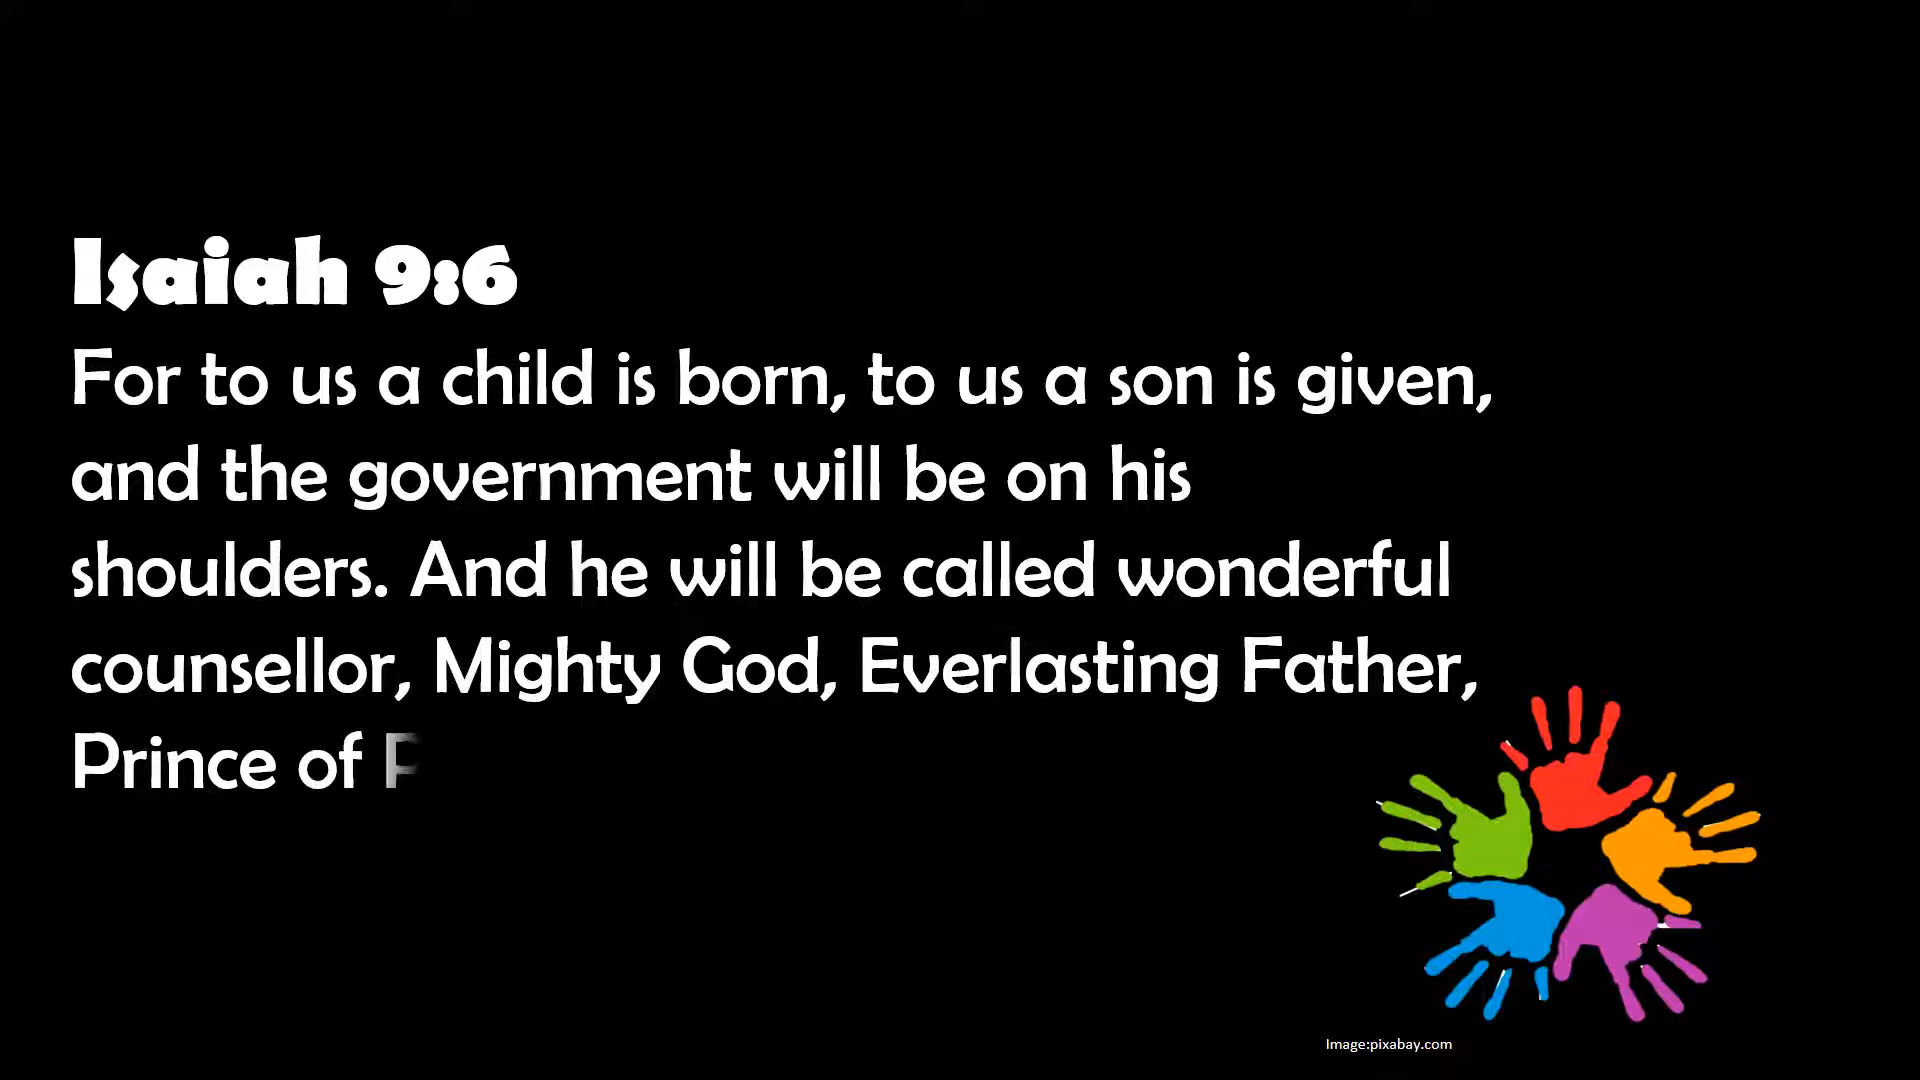 Isaiah 9:6
For to us a child is born, to us a son is given,
and the government will be on his
shoulders. And he will be called wonderful
counsellor, Mighty God, Everlasting Father,
Prince of P
Image:pixabay.com